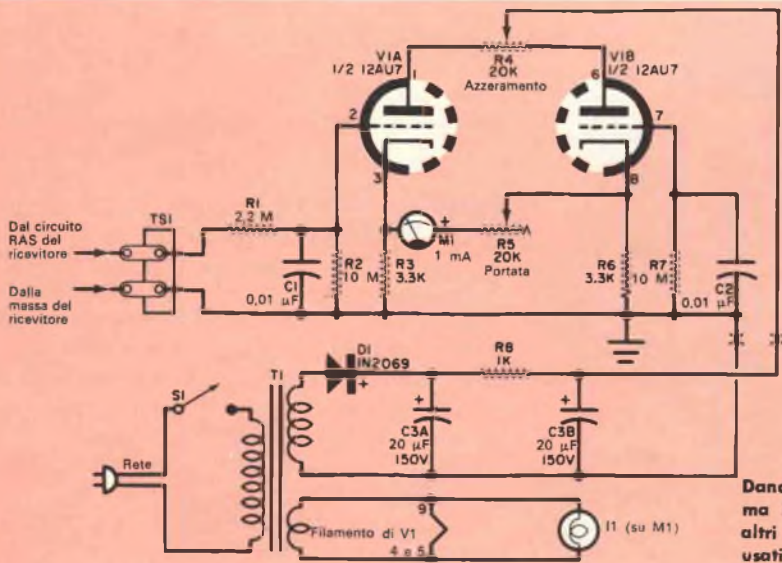 V1A
1/2 12AU7
R4
20K
Azzeramento
V1B
1/2 12AU7
1
6
2
7
3
8
Dal circuito
RAS del
ricevitore
TS1
R1
2,2 M
Dalla
massa del
ricevitore
C1
0,01 µF
R2
10 M
R3
3.3K
+
M1
1 mA
R5
20K
Portata
R6
3.3K
R7
10 M
C2
0,01 µF
D1
IN2069
+
R8
1K
S1
T1
+
C3A
20 µF
150V
+
C3B
20 µF
150V
Rete
Filamento di V1
9
4 e 5
I1 (su M1)
ma
altri
usati